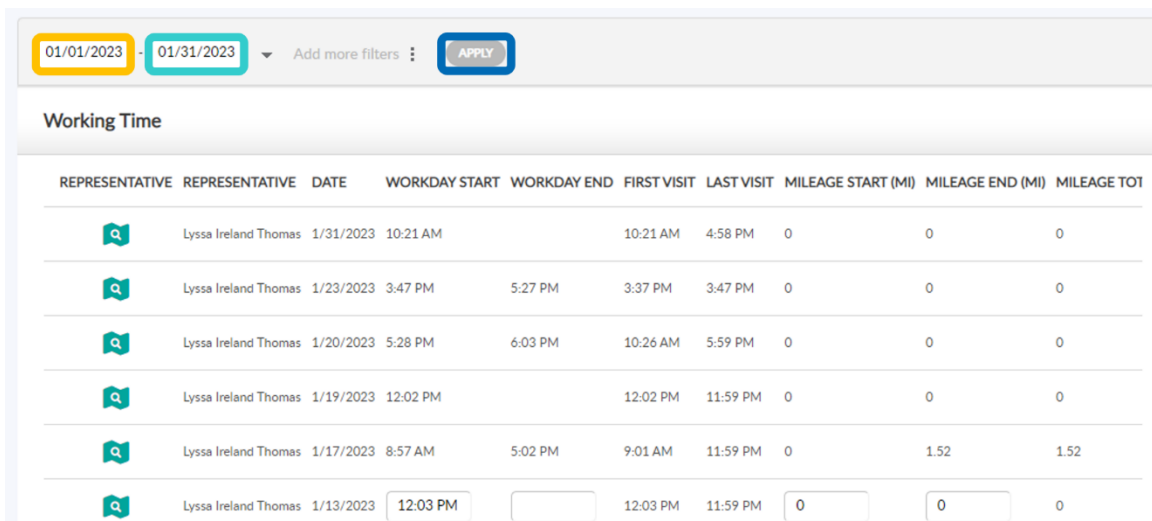 01/01/2023 - 01/31/2023 Add more filters APPLY
Working Time
REPRESENTATIVE REPRESENTATIVE DATE WORKDAY START WORKDAY END FIRST VISIT LAST VISIT MILEAGE START (MI) MILEAGE END (MI) MILEAGE TOT
Lyssa Ireland Thomas 1/31/2023 10:21 AM 10:21 AM 4:58 PM 0 0 0
Lyssa Ireland Thomas 1/23/2023 3:47 PM 5:27 PM 3:37 PM 3:47 PM 0 0 0
Lyssa Ireland Thomas 1/20/2023 5:28 PM 6:03 PM 10:26 AM 5:59 PM 0 0 0
Lyssa Ireland Thomas 1/19/2023 12:02 PM 12:02 PM 11:59 PM 0 0 0
Lyssa Ireland Thomas 1/17/2023 8:57 AM 5:02 PM 9:01 AM 11:59 PM 0 1.52 1.52
Lyssa Ireland Thomas 1/13/2023 12:03 PM 12:03 PM 11:59 PM 0 0 0